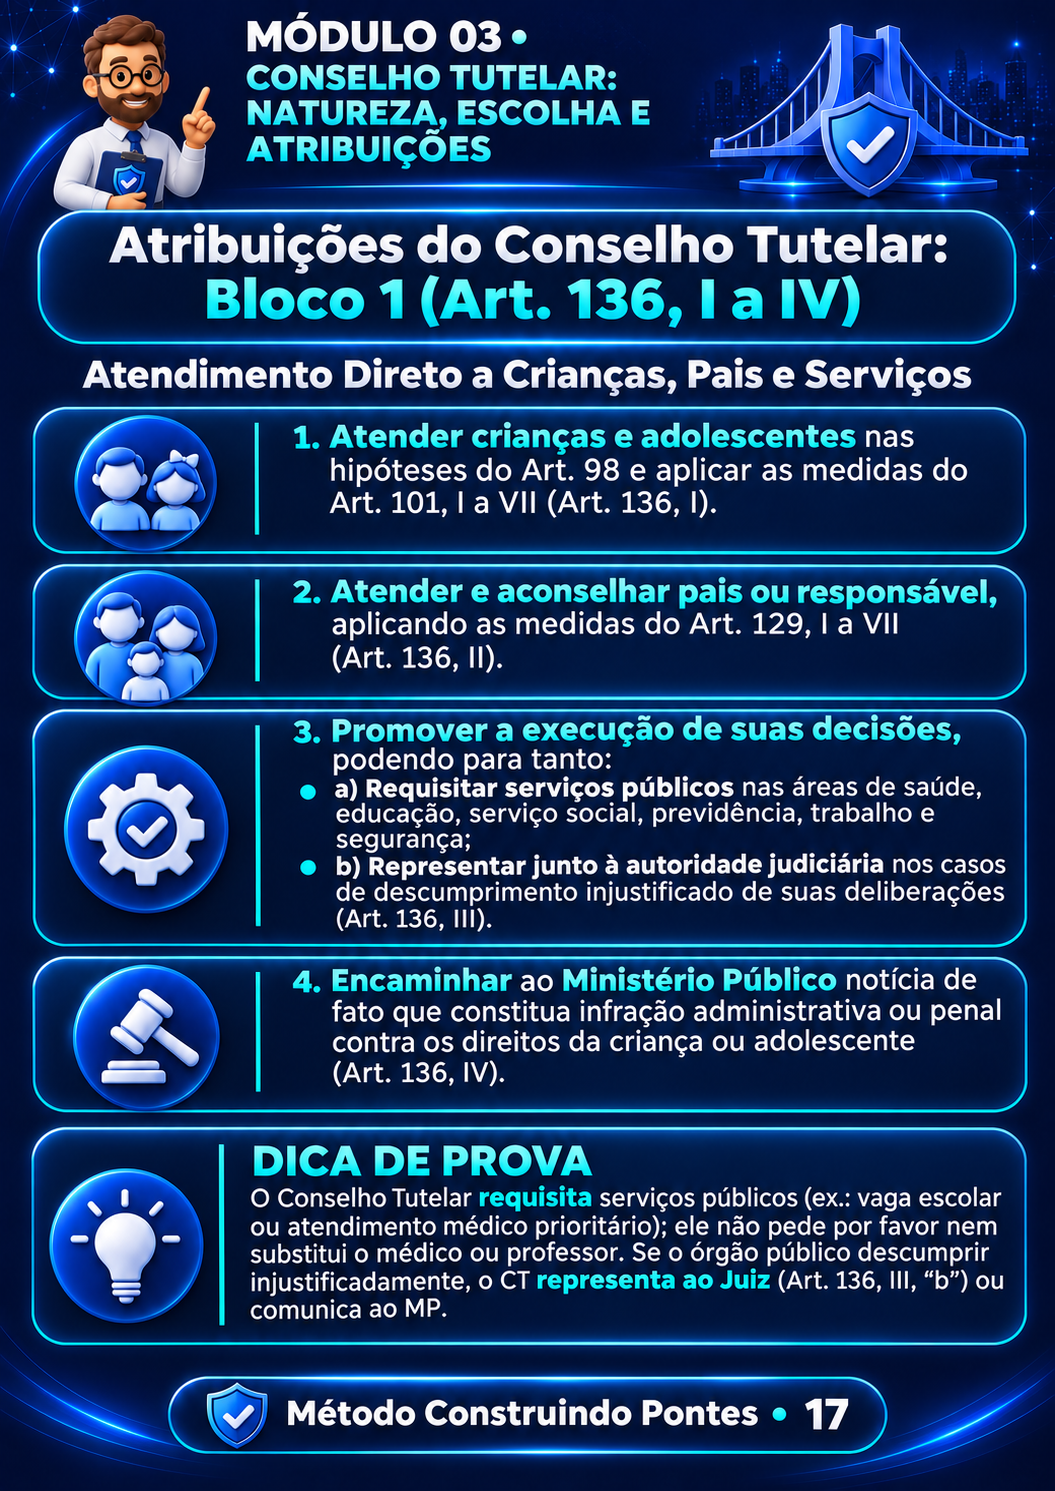 MÓDULO 03 •
CONSELHO TUTELAR:
NATUREZA, ESCOLHA E
ATRIBUIÇÕES
Atribuições do Conselho Tutelar:
Bloco 1 (Art. 136, I a IV)
Atendimento Direto a Crianças, Pais e Serviços
1. Atender crianças e adolescentes nas
hipóteses do Art. 98 e aplicar as medidas do
Art. 101, I a VII (Art. 136, I).
2. Atender e aconselhar pais ou responsável,
aplicando as medidas do Art. 129, I a VII
(Art. 136, II).
3. Promover a execução de suas decisões,
podendo para tanto:
• a) Requisitar serviços públicos nas áreas de saúde,
educação, serviço social, previdência, trabalho e
segurança;
• b) Representar junto à autoridade judiciária nos casos
de descumprimento injustificado de suas deliberações
(Art. 136, III).
4. Encaminhar ao Ministério Público notícia de
fato que constitua infração administrativa ou penal
contra os direitos da criança ou adolescente
(Art. 136, IV).
DICA DE PROVA
O Conselho Tutelar requisita serviços públicos (ex.: vaga escolar
ou atendimento médico prioritário); ele não pede por favor nem
substitui o médico ou professor. Se o órgão público descumprir
injustificadamente, o CT representa ao Juiz (Art. 136, III, “b”) ou
comunica ao MP.
Método Construindo Pontes • 17